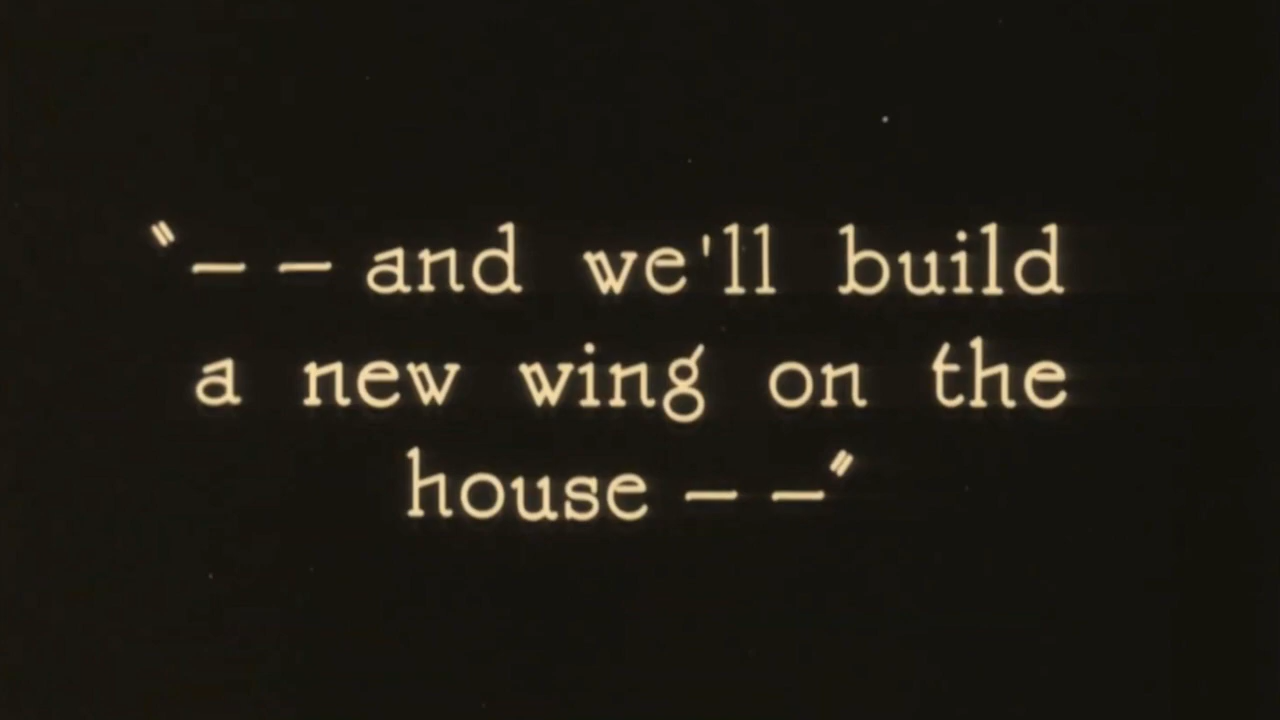 "-- and we'll build
a new wing on the
house --"